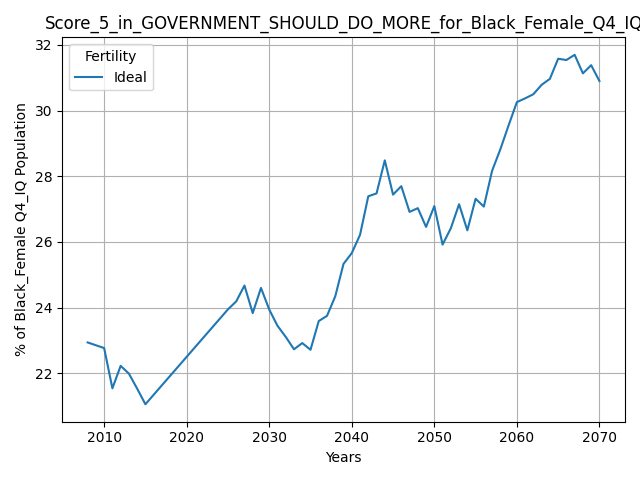 Score_5_in_GOVERNMENT_SHOULD_DO_MORE_for_Black_Female_Q4_IQ
Fertility
Ideal
% of Black_Female Q4_IQ Population
32
30
28
26
24
22
2010 2020 2030 2040 2050 2060 2070
Years